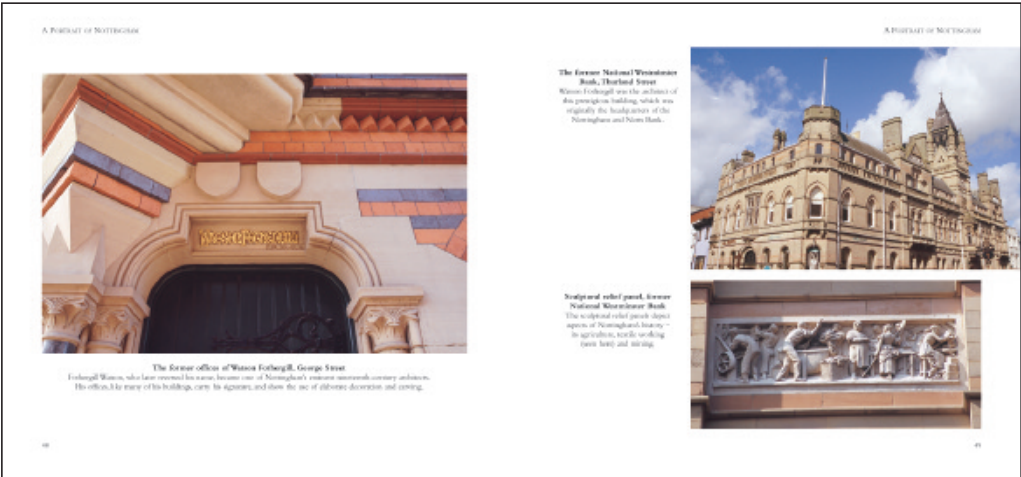 A PORTRAIT OF NOTTINGHAM
The former offices of Watson Fothergill, George Street
Fothergill Watson, who later reversed his name, became one of Nottingham's eminent nineteenth-century architects.
His offices, like many of his buildings, carry his signature, and show the use of elaborate decoration and carving.
48
A PORTRAIT OF NOTTINGHAM
The former National Westminster
Bank, Thurland Street
Watson Fothergill was the architect of
this prestigious building, which was
originally the headquarters of the
Nottingham and Notts Bank.
Sculptural relief panel, former
National Westminster Bank
The sculptural relief panels depict
aspects of Nottingham's history –
its agriculture, textile working
(seen here) and mining.
49